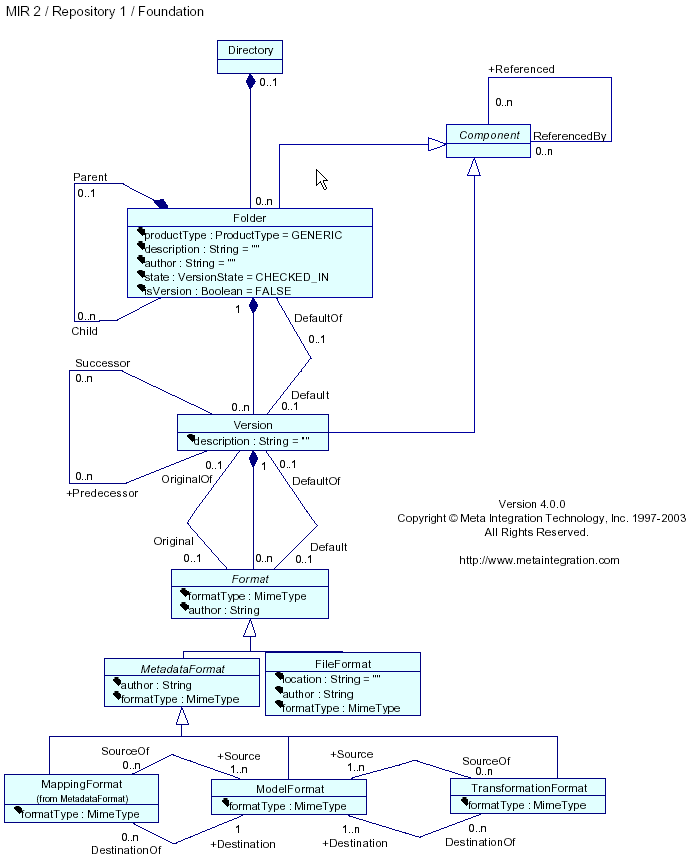 MIR 2 / Repository 1 / Foundation
Directory
0..1
+Referenced
0..n
Component
ReferencedBy
0..n
Parent
0..1
0..n
Folder
productType : ProductType = GENERIC
description : String = ""
author : String = ""
state : VersionState = CHECKED_IN
isVersion : Boolean = FALSE
0..n
Child
1
DefaultOf
0..1
Successor
0..n
Default
0..n
0..1
Version
description : String = ""
0..n
+Predecessor
0..1
OriginalOf
1
0..1
DefaultOf
Version 4.0.0
Copyright © Meta Integration Technology, Inc. 1997-2003
All Rights Reserved.
http://www.metaintegration.com
Original
0..1
0..n
Default
0..1
Format
formatType : MimeType
author : String
MetadataFormat
author : String
formatType : MimeType
FileFormat
location : String = ""
author : String
formatType : MimeType
SourceOf
0..n
+Source
1..n
+Source
1..n
SourceOf
0..n
MappingFormat
(from MetadataFormat)
formatType : MimeType
ModelFormat
formatType : MimeType
TransformationFormat
formatType : MimeType
0..n
DestinationOf
1
+Destination
1..n
+Destination
0..n
DestinationOf